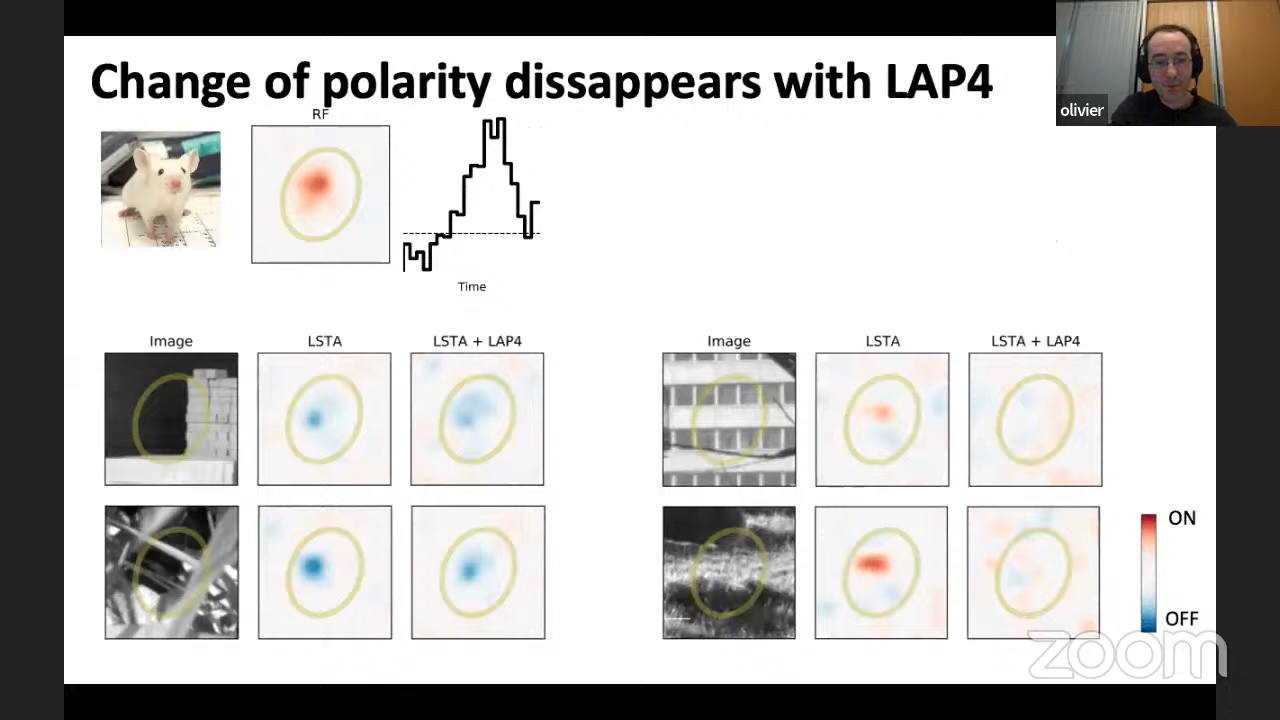 Change of polarity dissappears with LAP4
olivier
RF
Time
Image LSTA LSTA + LAP4
Image LSTA LSTA + LAP4
ON
OFF
zoom